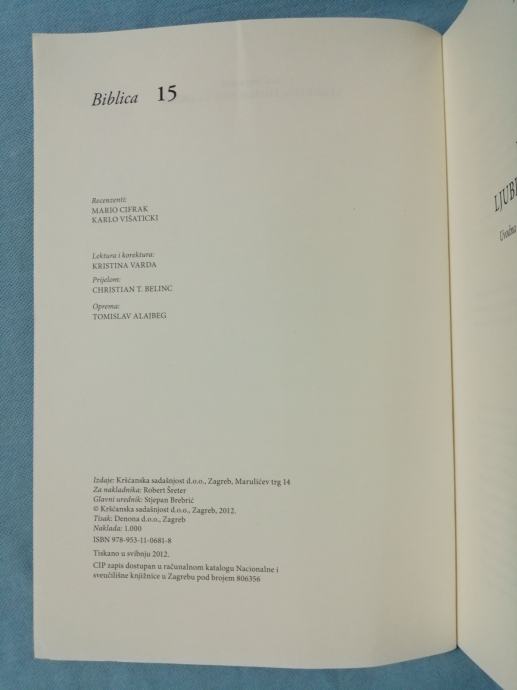 Biblica 15
Recenzenti:
MARIO CIFRAK
KARLO VIŠATICKI
Lektura i korektura:
KRISTINA VARDA
Prijelom:
CHRISTIAN T. BELINC
Oprema:
TOMISLAV ALAJBEG
Izdaje: Kršćanska sadašnjost d.o.o., Zagreb, Marulićev trg 14
Za nakladnika: Robert Šreter
Glavni urednik: Stjepan Brebrić
© Kršćanska sadašnjost d.o.o., Zagreb, 2012.
Tisak: Denona d.o.o., Zagreb
Naklada: 1.000
ISBN 978-953-11-0681-8
Tiskano u svibnju 2012.
CIP zapis dostupan u računalnom katalogu Nacionalne i
sveučilišne knjižnice u Zagrebu pod brojem 806356